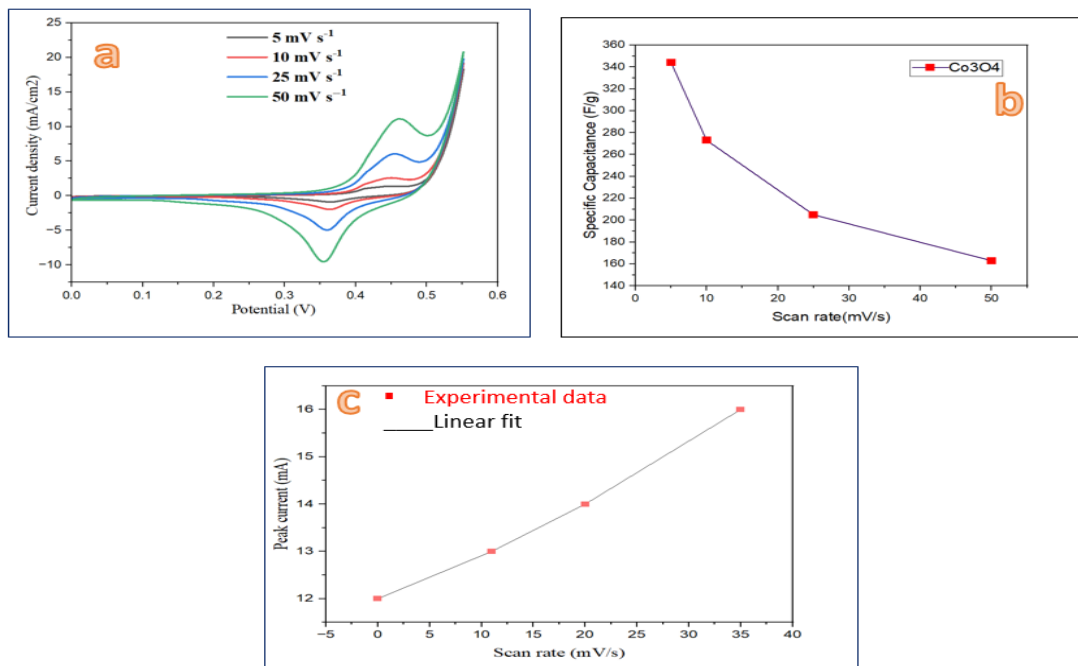 a
5 mV s⁻¹
10 mV s⁻¹
25 mV s⁻¹
50 mV s⁻¹
25
20
15
10
5
0
−5
−10
Current density (mA/cm2)
0.0 0.1 0.2 0.3 0.4 0.5 0.6
Potential (V)
b
Co3O4
360
340
320
300
280
260
240
220
200
180
160
140
Specific Capacitance (F/g)
0 10 20 30 40 50
Scan rate(mV/s)
c
Experimental data
____Linear fit
16
15
14
13
12
Peak current (mA)
−5 0 5 10 15 20 25 30 35 40
Scan rate (mV/s)